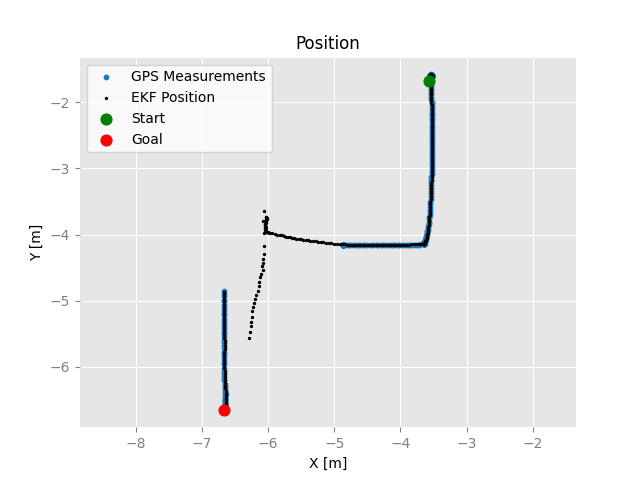 Position
GPS Measurements
EKF Position
Start
Goal
−2
−3
−4
−5
−6
Y [m]
−8
−7
−6
−5
−4
−3
−2
X [m]